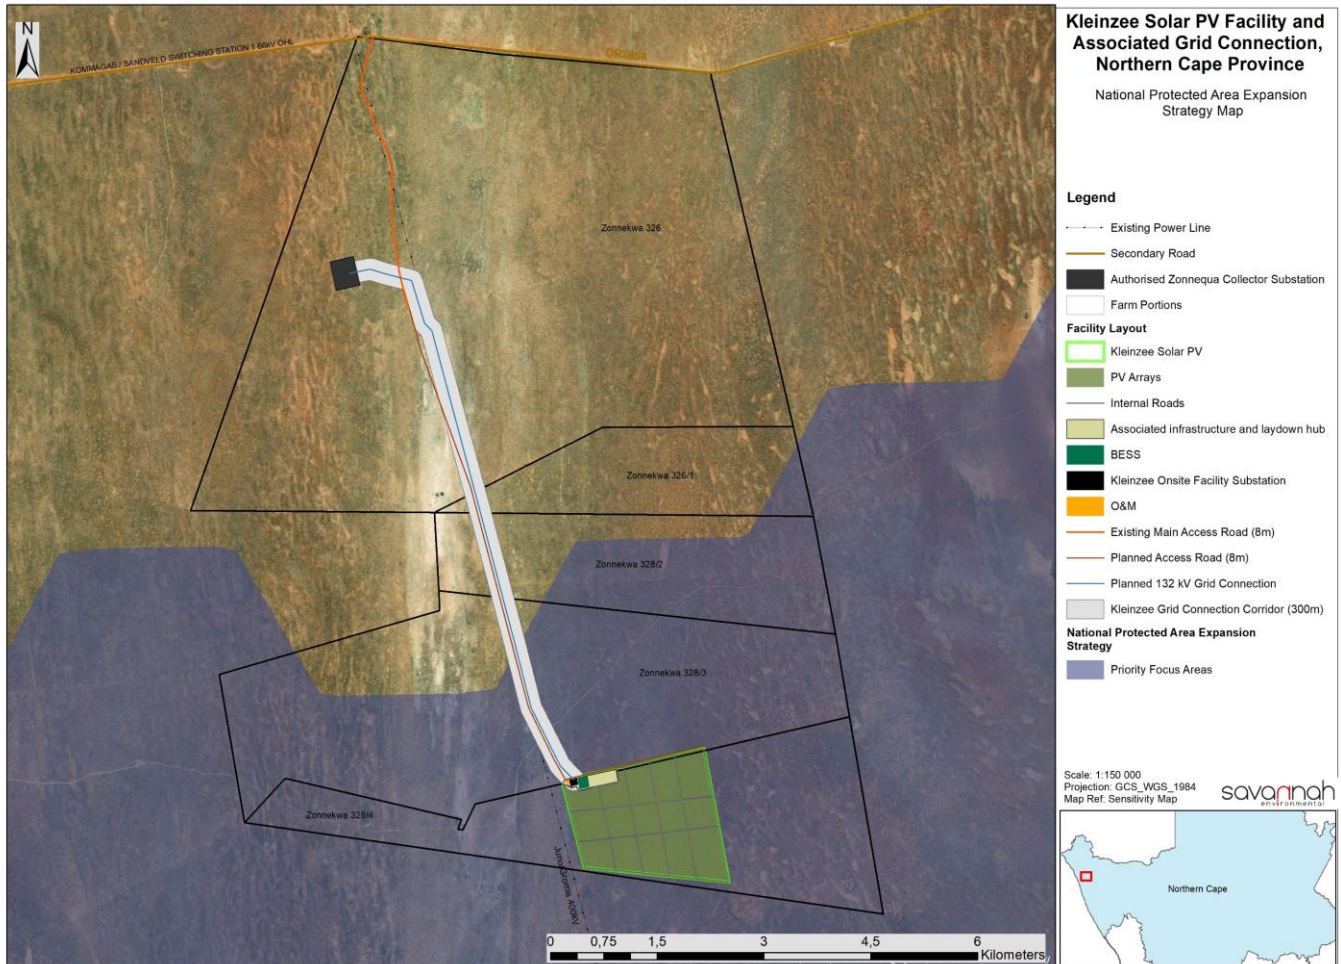 N
KOMMAGAS / SANDVELD SWITCHING STATION 1 66kV OHL
Zonnekwa 326
Zonnekwa 326/1
Zonnekwa 328/2
Zonnekwa 328/3
Zonnekwa 328/4
Juno/Gromis 400kV
0 0,75 1,5 3 4,5 6
Kilometers
Kleinzee Solar PV Facility and
Associated Grid Connection,
Northern Cape Province
National Protected Area Expansion
Strategy Map
Legend
Existing Power Line
Secondary Road
Authorised Zonnequa Collector Substation
Farm Portions
Facility Layout
Kleinzee Solar PV
PV Arrays
Internal Roads
Associated infrastructure and laydown hub
BESS
Kleinzee Onsite Facility Substation
O&M
Existing Main Access Road (8m)
Planned Access Road (8m)
Planned 132 kV Grid Connection
Kleinzee Grid Connection Corridor (300m)
National Protected Area Expansion
Strategy
Priority Focus Areas
Scale: 1:150 000
Projection: GCS_WGS_1984
Map Ref: Sensitivity Map
savannah
environmental
Northern Cape